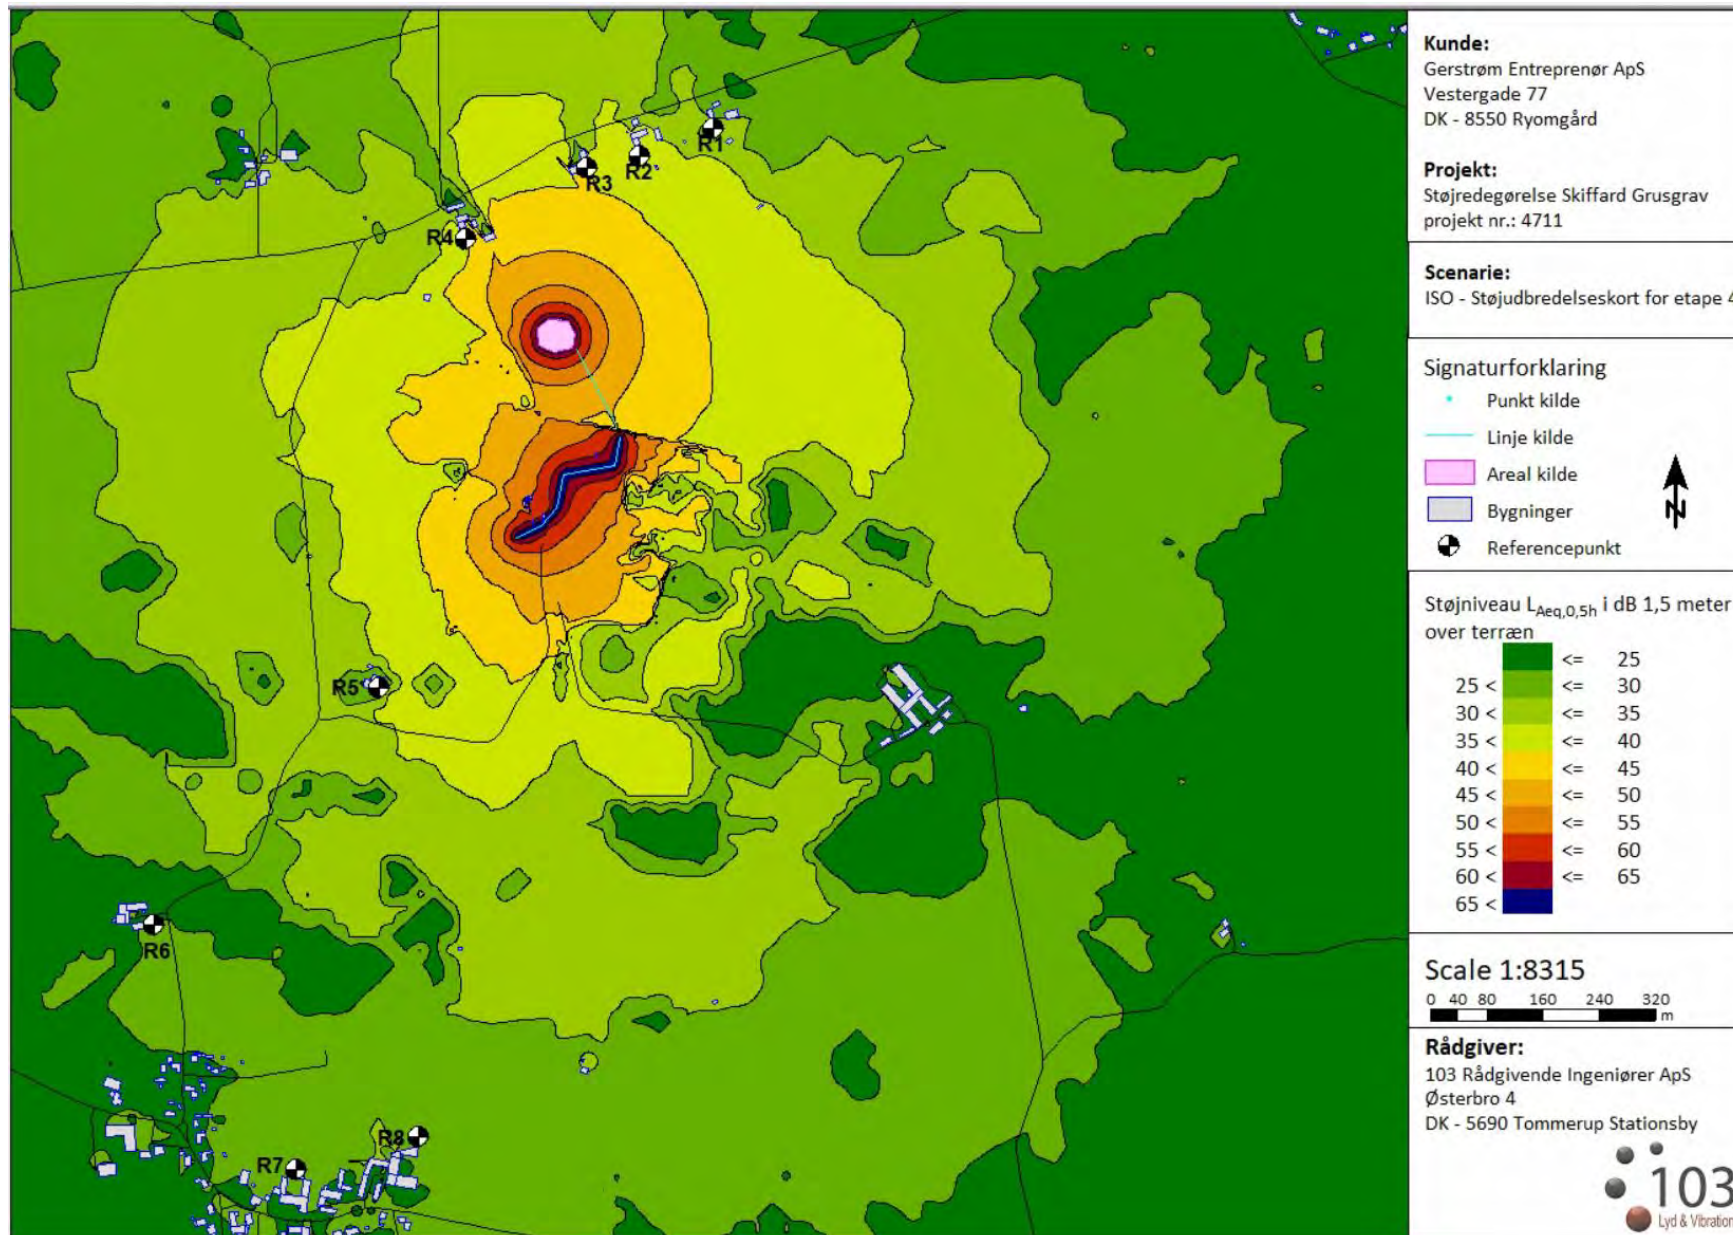 Kunde:
Gerstrøm Entreprenør ApS
Vestergade 77
DK - 8550 Ryomgård
Projekt:
Støjredegørelse Skiffard Grusgrav
projekt nr.: 4711
Scenarie:
ISO - Støjudbredelseskort for etape 4
Signaturforklaring
Punkt kilde
Linje kilde
Areal kilde
Bygninger
Referencepunkt
N
Støjniveau LAeq,0,5h i dB 1,5 meter
over terræn
<= 25
25 < <= 30
30 < <= 35
35 < <= 40
40 < <= 45
45 < <= 50
50 < <= 55
55 < <= 60
60 < <= 65
65 <
Scale 1:8315
0 40 80 160 240 320
m
Rådgiver:
103 Rådgivende Ingeniører ApS
Østerbro 4
DK - 5690 Tommerup Stationsby
103
Lyd & Vibration
R1
R2
R3
R4
R5
R6
R7
R8